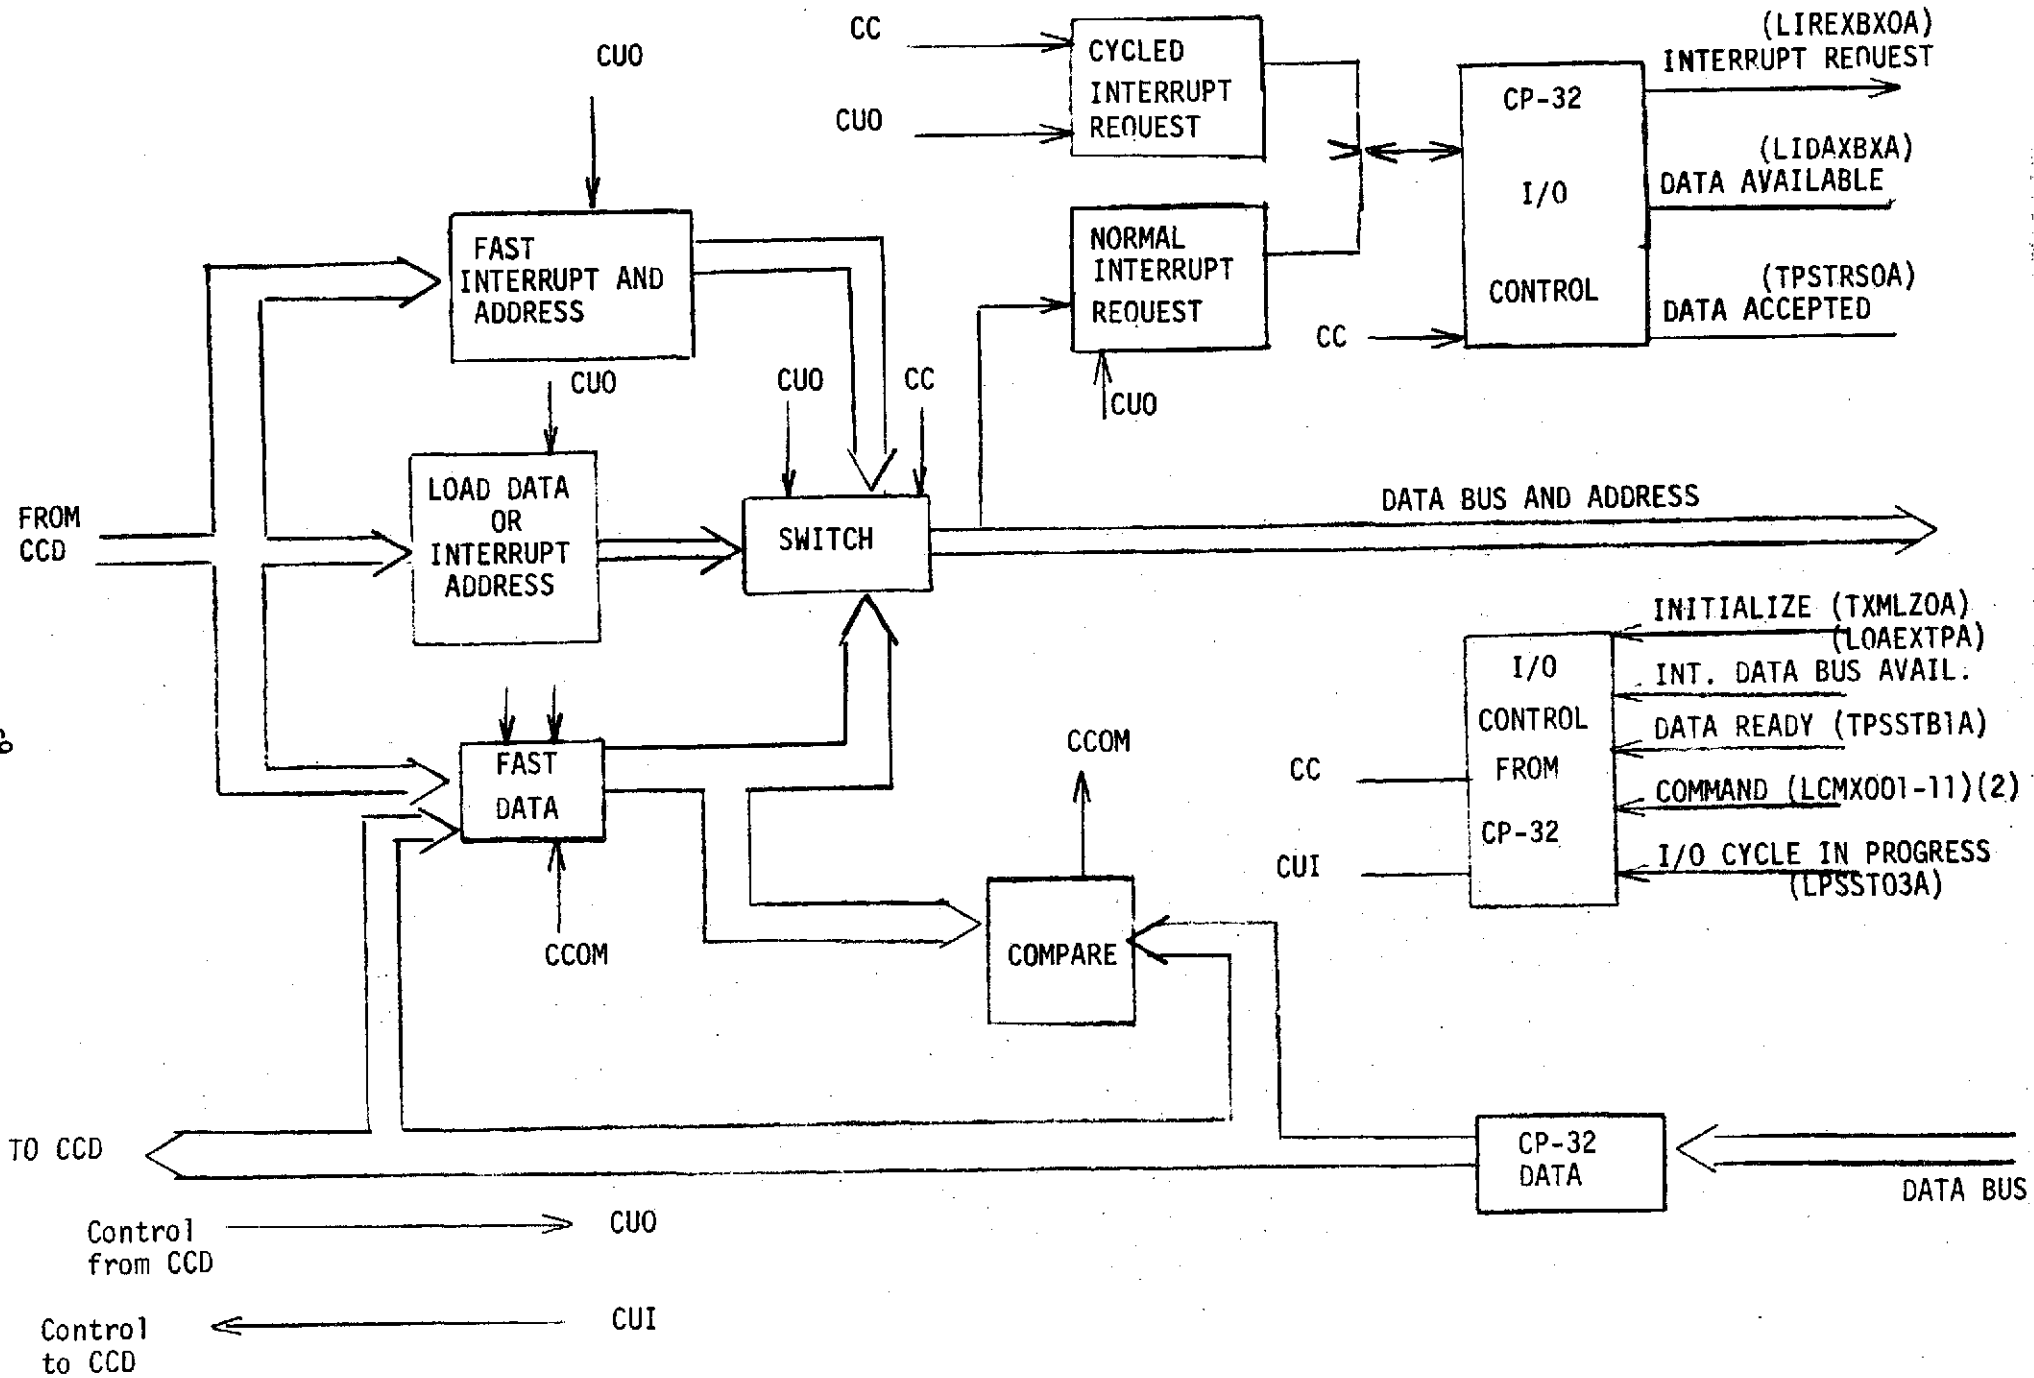 CUO
FAST
INTERRUPT AND
ADDRESS
CUO
LOAD DATA
OR
INTERRUPT
ADDRESS
FROM
CCD
CUO
CC
SWITCH
FAST
DATA
CCOM
CC
CUO
CYCLED
INTERRUPT
REQUEST
NORMAL
INTERRUPT
REQUEST
CUO
CP-32
I/O
CONTROL
CC
(LIREXBXOA)
INTERRUPT REQUEST
(LIDAXBXA)
DATA AVAILABLE
(TPSTRSOA)
DATA ACCEPTED
DATA BUS AND ADDRESS
INITIALIZE (TXMLZOA)
(LOAEXTPA)
INT. DATA BUS AVAIL.
DATA READY (TPSSTB1A)
COMMAND (LCMX001-11)(2)
I/O CYCLE IN PROGRESS
(LPSST03A)
I/O
CONTROL
FROM
CP-32
CC
CUI
CCOM
COMPARE
TO CCD
CP-32
DATA
DATA BUS
Control
from CCD
CUO
Control
to CCD
CUI